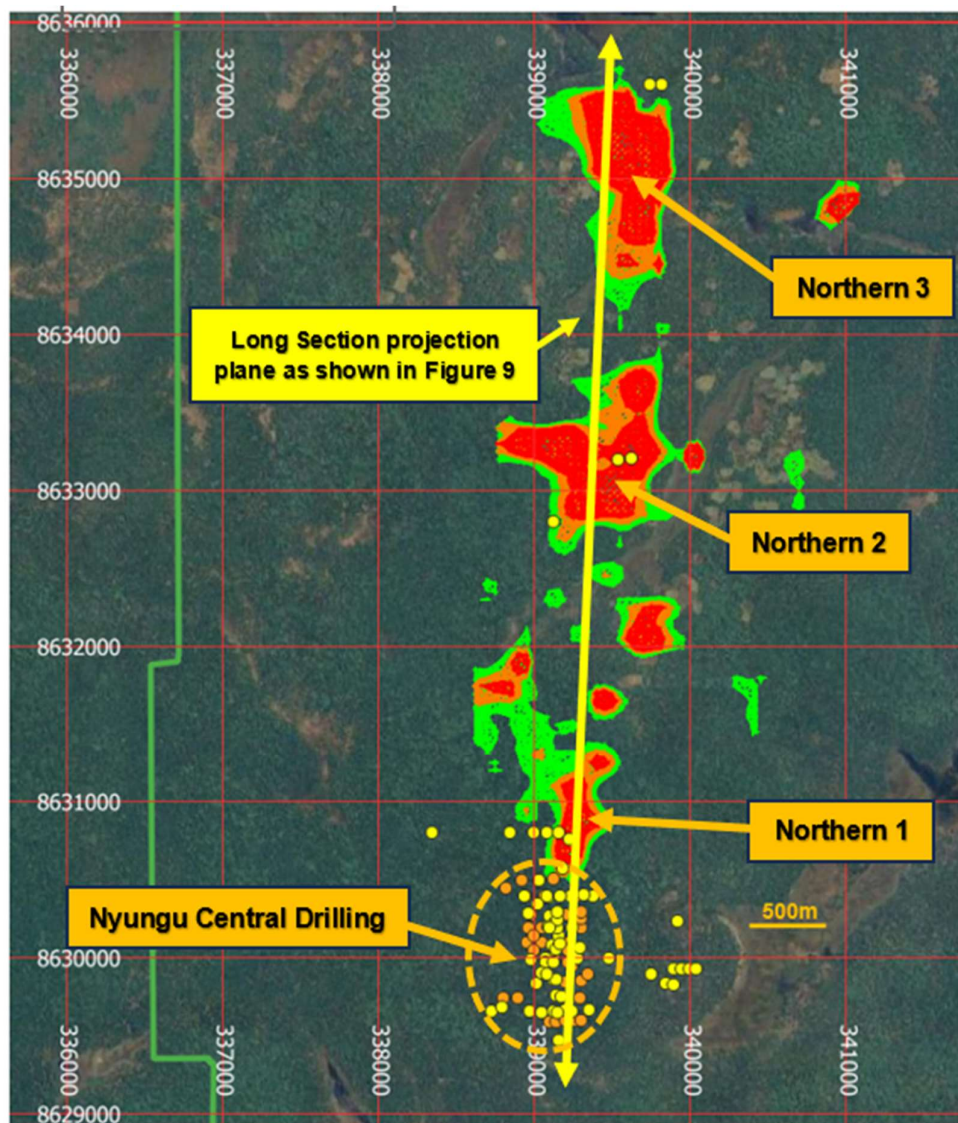 8636000
336000
337000
338000
339000
340000
341000
8635000
Northern 3
8634000
Long Section projection
plane as shown in Figure 9
8633000
Northern 2
8632000
8631000
Northern 1
Nyungu Central Drilling
500m
8630000
336000
337000
338000
339000
340000
341000
8629000